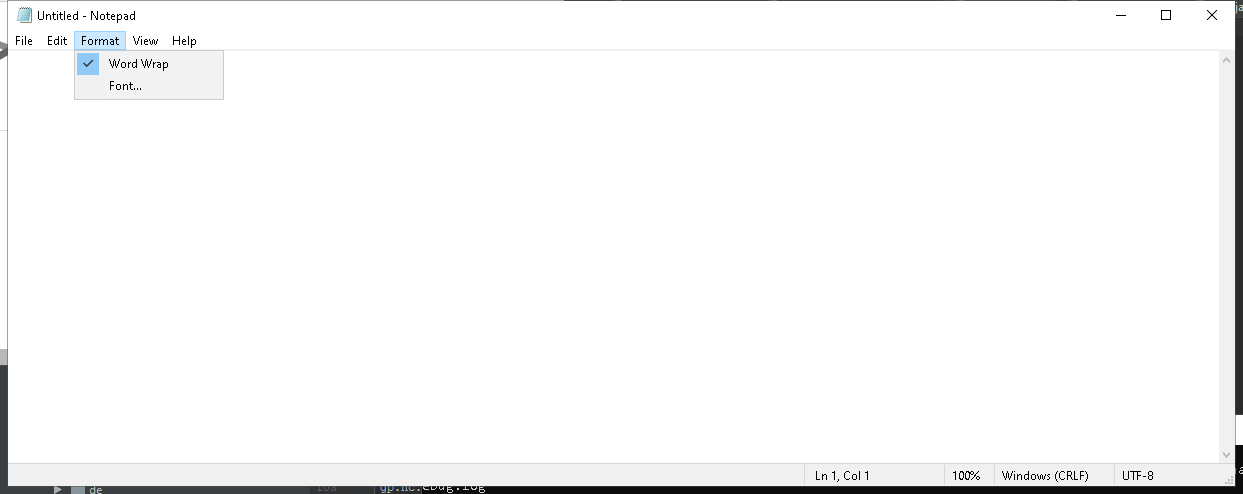 Untitled - Notepad
File Edit Format View Help
Word Wrap
Font...
Ln 1, Col 1 100% Windows (CRLF) UTF-8
de